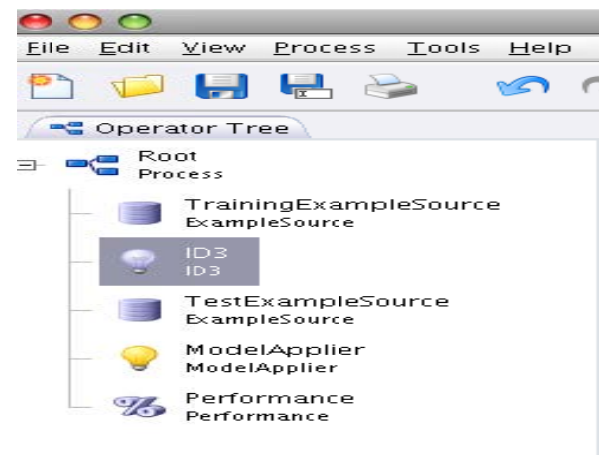 File Edit View Process Tools Help
Operator Tree
Root
Process
TrainingExampleSource
ExampleSource
ID3
ID3
TestExampleSource
ExampleSource
ModelApplier
ModelApplier
Performance
Performance